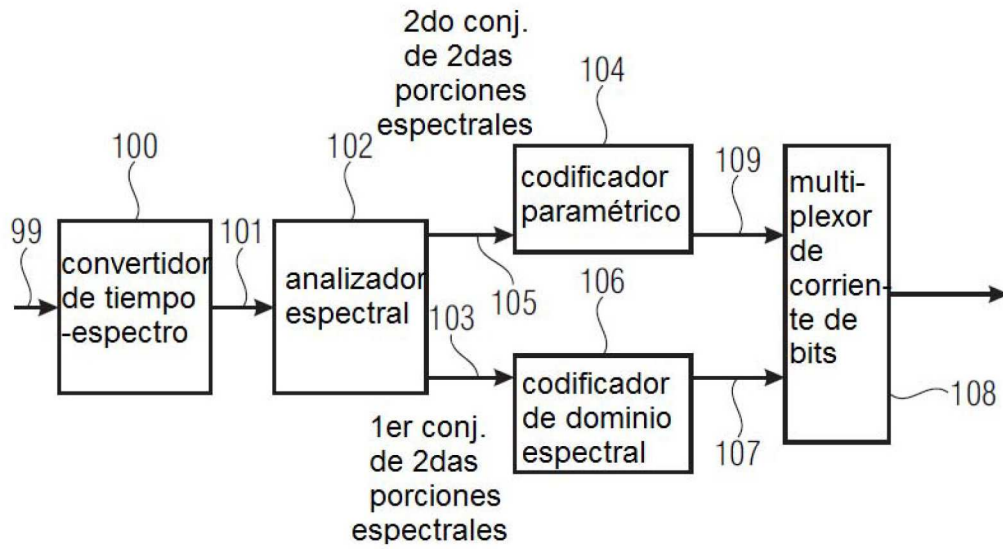 2do conj.
de 2das
porciones
espectrales
104
100
102
codificador
paramétrico
109
multi-
plexor
de
corrien-
te de
bits
99
convertidor
de tiempo
-espectro
101
analizador
espectral
105
103
106
codificador
de dominio
espectral
107
108
1er conj.
de 2das
porciones
espectrales